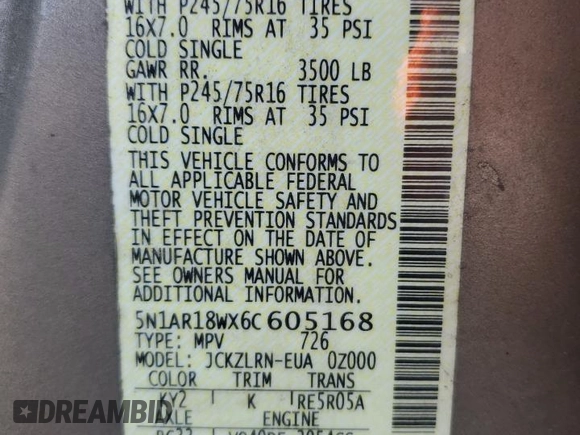 WITH P245/75R16 TIRES
16X7.0 RIMS AT 35 PSI
COLD SINGLE
GAWR RR. 3500 LB
WITH P245/75R16 TIRES
16X7.0 RIMS AT 35 PSI
COLD SINGLE
THIS VEHICLE CONFORMS TO
ALL APPLICABLE FEDERAL
MOTOR VEHICLE SAFETY AND
THEFT PREVENTION STANDARDS
IN EFFECT ON THE DATE OF
MANUFACTURE SHOWN ABOVE.
SEE OWNERS MANUAL FOR
ADDITIONAL INFORMATION.
5N1AR18WX6C605168
TYPE: MPV 726
MODEL: JCKZLRN-EUA 0Z000
COLOR TRIM TRANS
KY2 K RE5R05A
AXLE ENGINE
DREAMBID